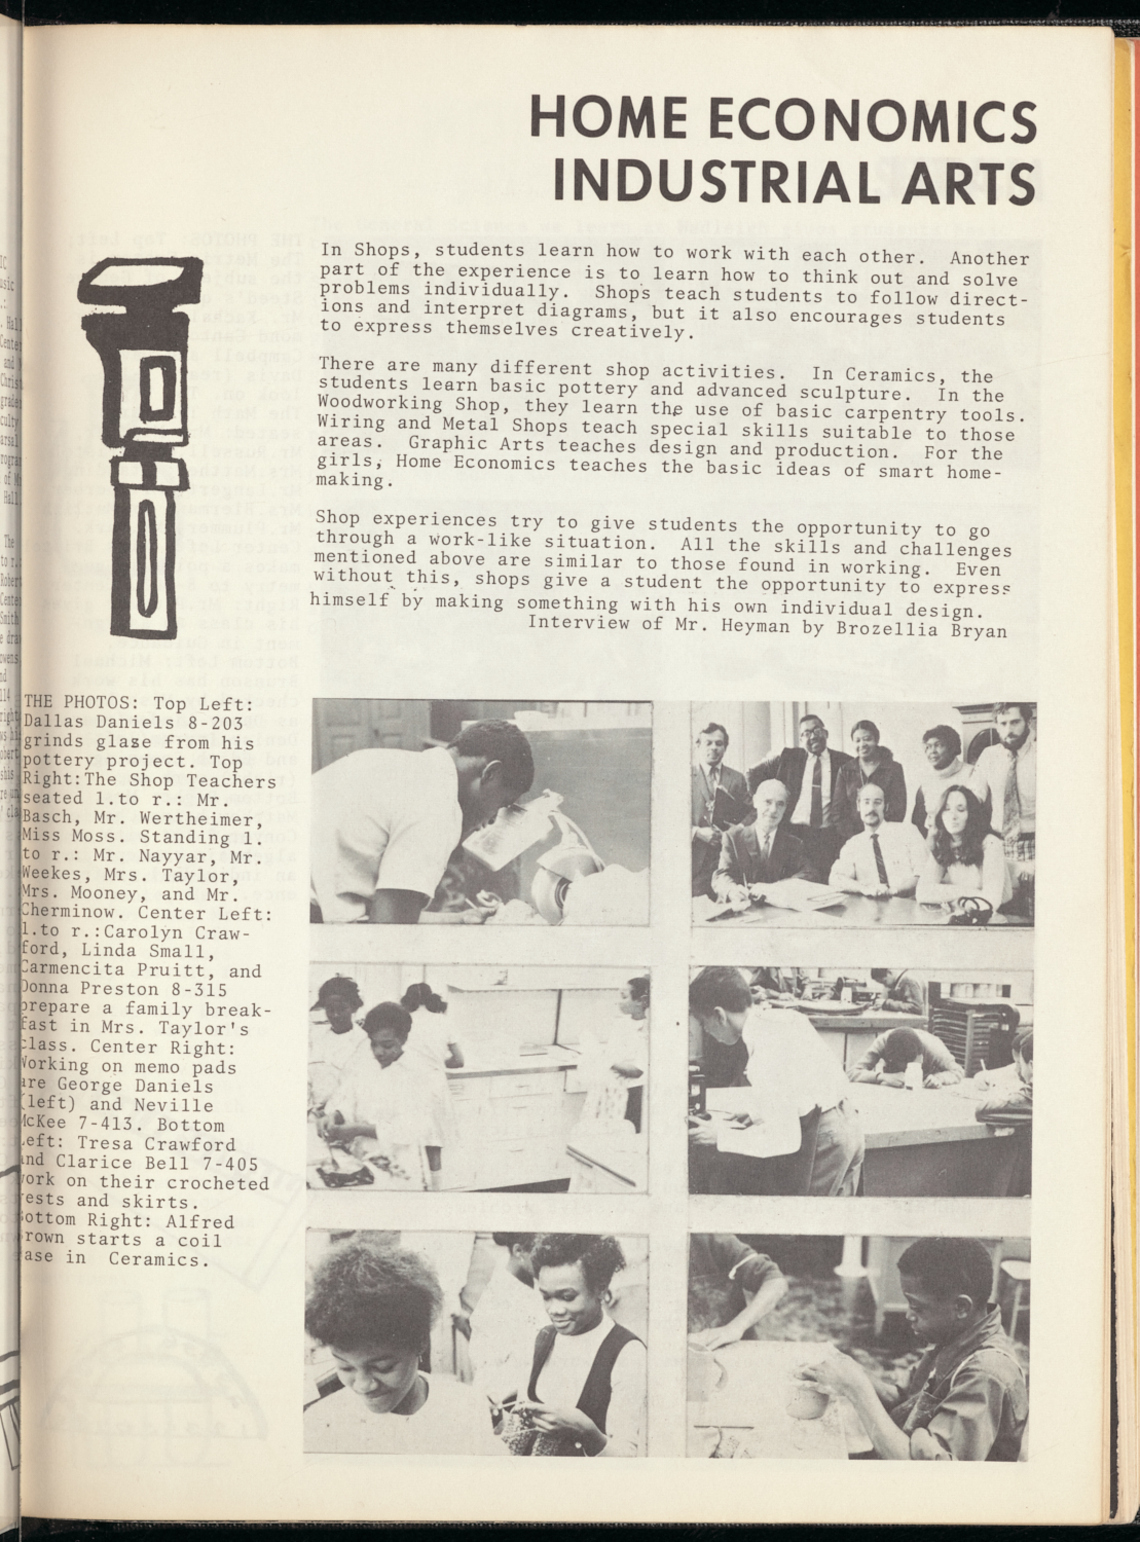 HOME ECONOMICS
INDUSTRIAL ARTS
In Shops, students learn how to work with each other. Another
part of the experience is to learn how to think out and solve
problems individually. Shops teach students to follow direct-
ions and interpret diagrams, but it also encourages students
to express themselves creatively.
There are many different shop activities. In Ceramics, the
students learn basic pottery and advanced sculpture. In the
Woodworking Shop, they learn the use of basic carpentry tools.
Wiring and Metal Shops teach special skills suitable to those
areas. Graphic Arts teaches design and production. For the
girls, Home Economics teaches the basic ideas of smart home-
making.
Shop experiences try to give students the opportunity to go
through a work-like situation. All the skills and challenges
mentioned above are similar to those found in working. Even
without this, shops give a student the opportunity to express
himself by making something with his own individual design.
Interview of Mr. Heyman by Brozellia Bryan
THE PHOTOS: Top Left:
Dallas Daniels 8-203
grinds glaze from his
pottery project. Top
Right:The Shop Teachers
seated l.to r.: Mr.
Basch, Mr. Wertheimer,
Miss Moss. Standing l.
to r.: Mr. Nayyar, Mr.
Weekes, Mrs. Taylor,
Mrs. Mooney, and Mr.
Cherminow. Center Left:
l.to r.:Carolyn Craw-
ford, Linda Small,
Carmencita Pruitt, and
Donna Preston 8-315
prepare a family break-
fast in Mrs. Taylor's
class. Center Right:
Working on memo pads
are George Daniels
(left) and Neville
McKee 7-413. Bottom
Left: Tresa Crawford
and Clarice Bell 7-405
work on their crocheted
vests and skirts.
Bottom Right: Alfred
Brown starts a coil
vase in Ceramics.